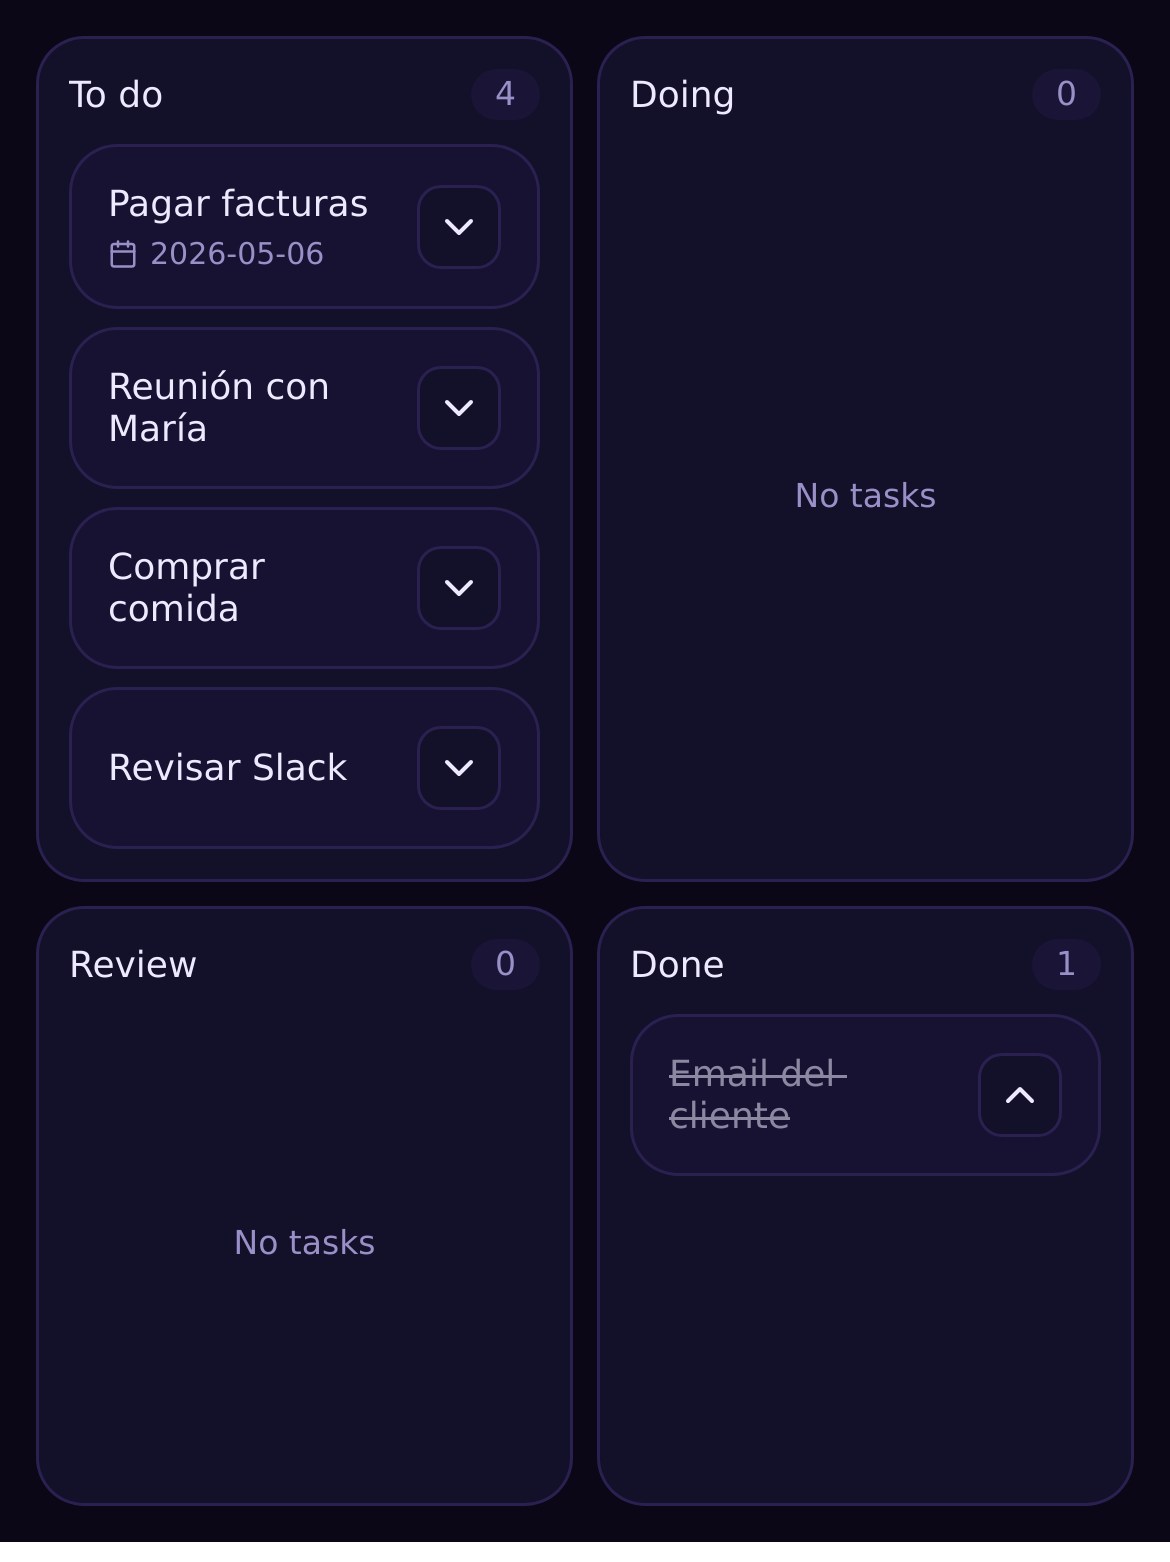 To do
4
Pagar facturas
2026-05-06
Reunión con
María
Comprar
comida
Revisar Slack
Doing
0
No tasks
Review
0
No tasks
Done
1
Email del
cliente